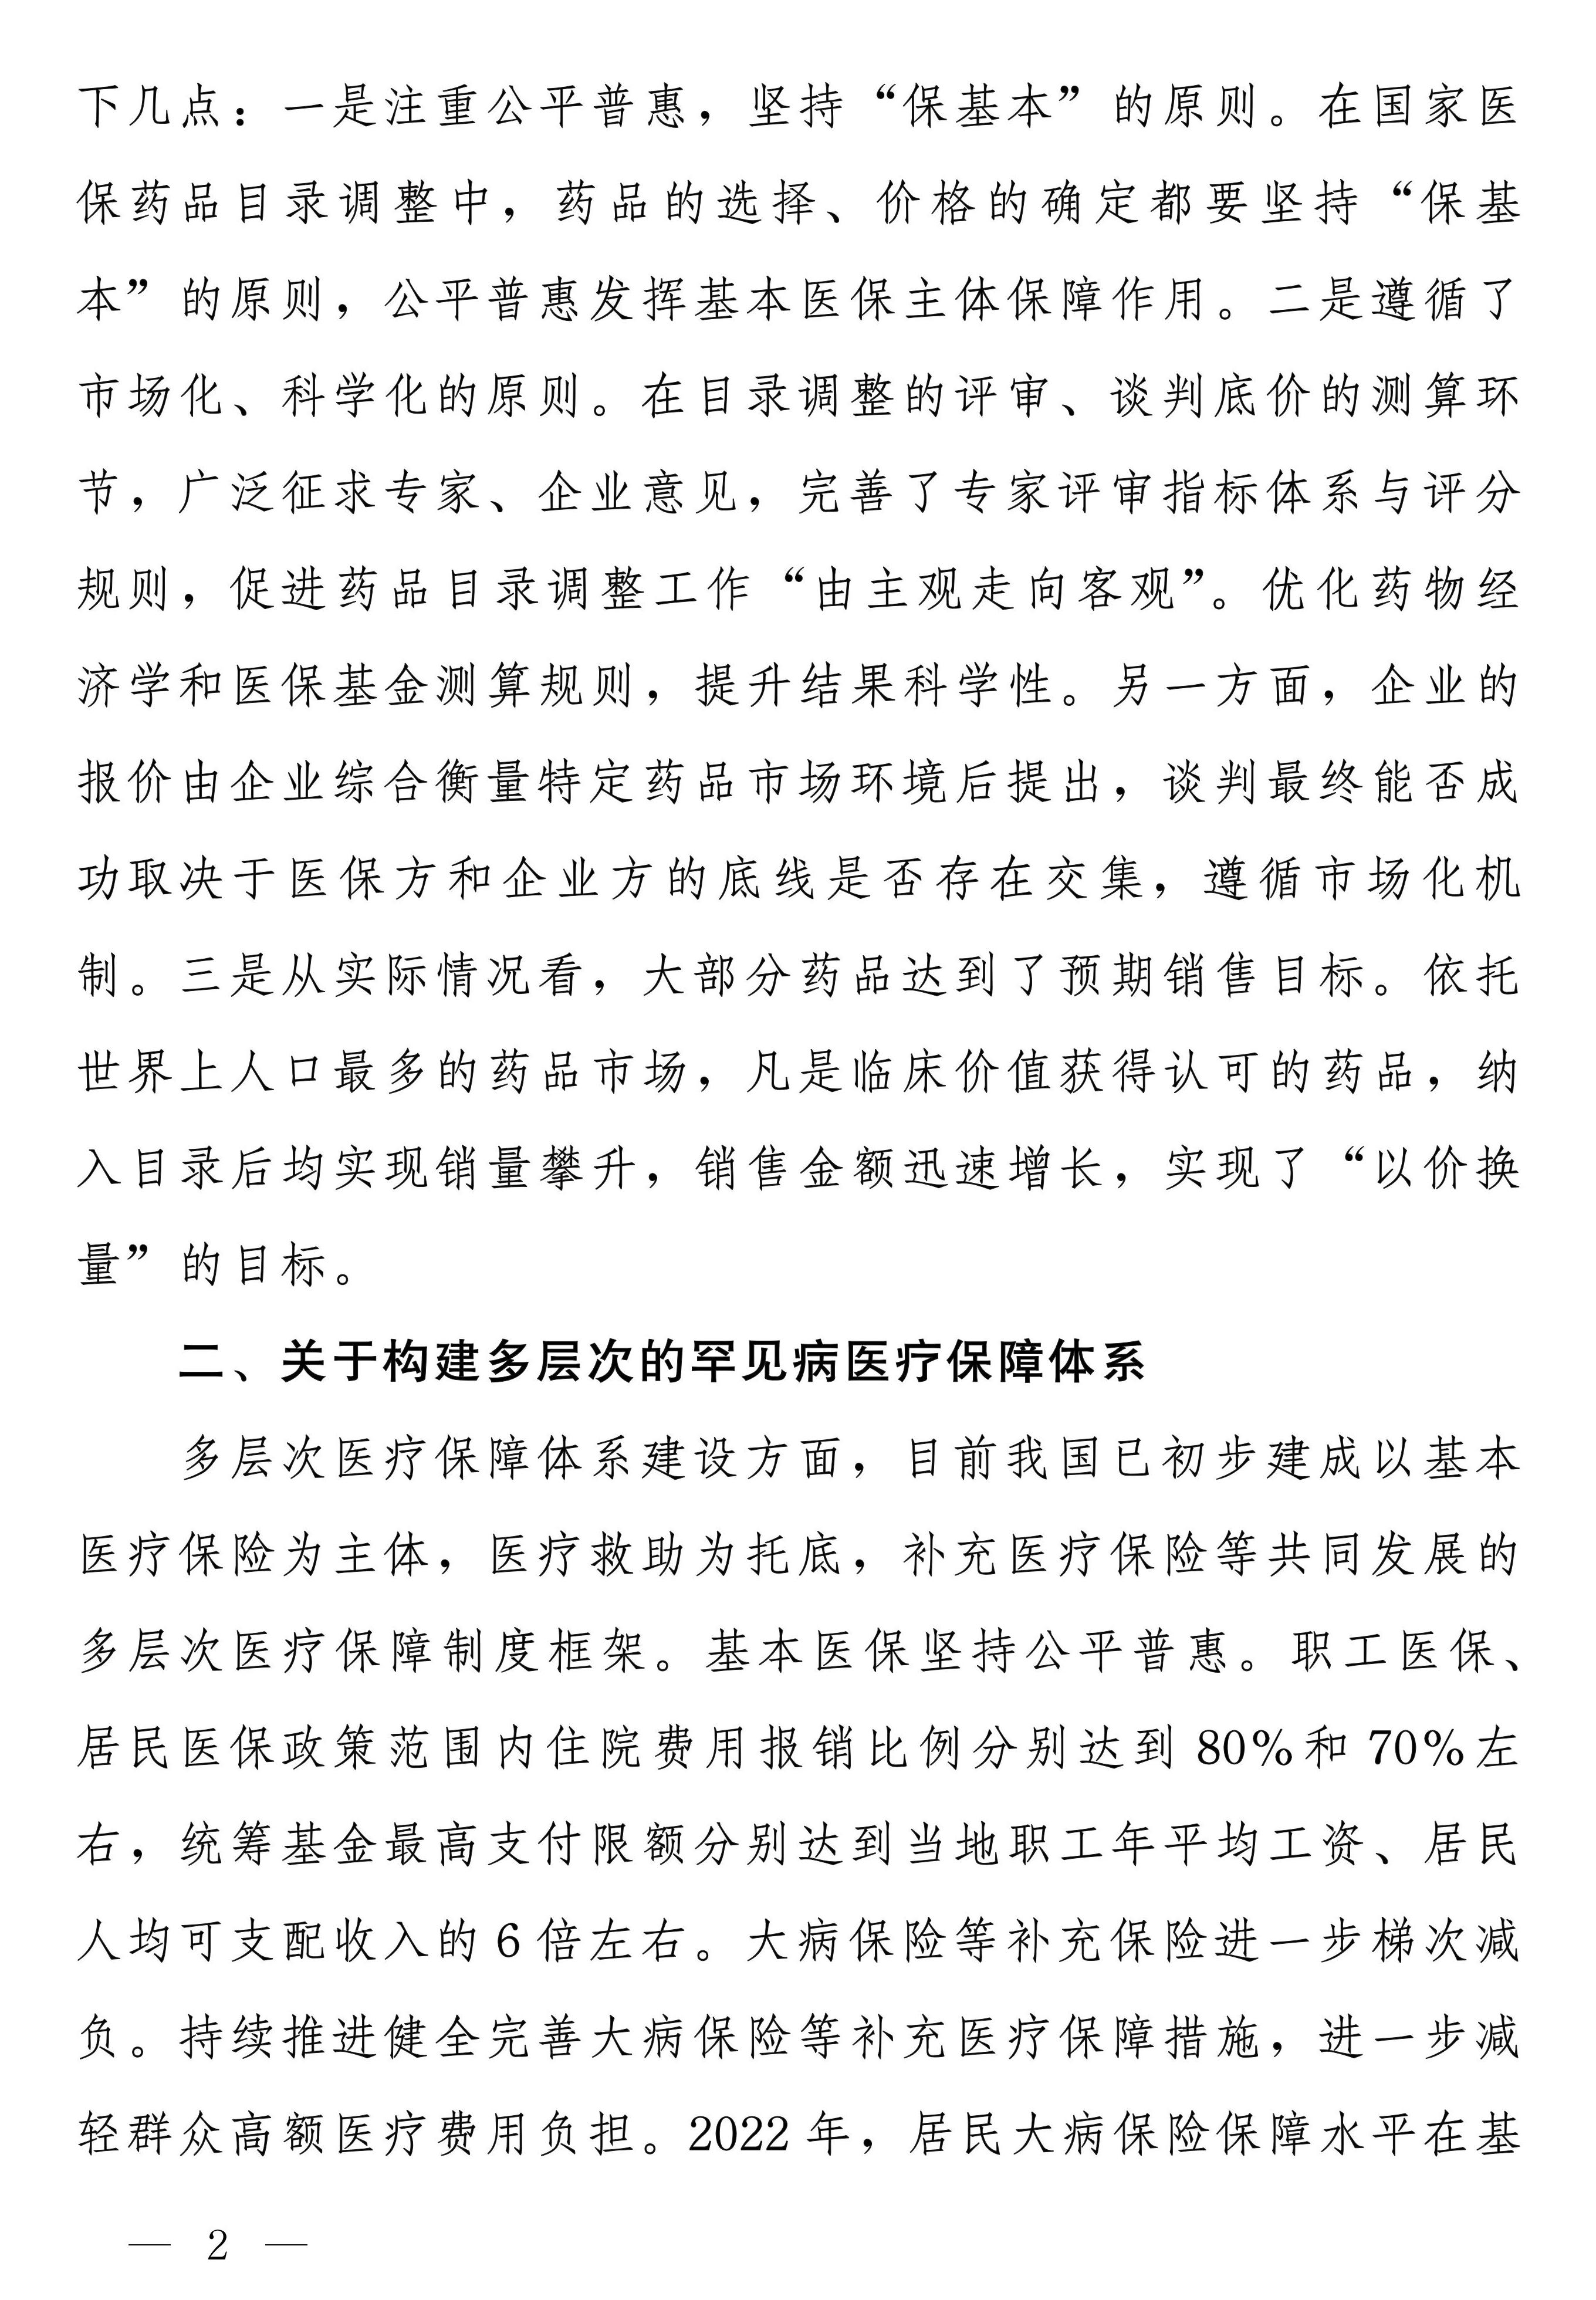 下几点：一是注重公平普惠，坚持“保基本”的原则。在国家医
保药品目录调整中，药品的选择、价格的确定都要坚持“保基
本”的原则，公平普惠发挥基本医保主体保障作用。二是遵循了
市场化、科学化的原则。在目录调整的评审、谈判底价的测算环
节，广泛征求专家、企业意见，完善了专家评审指标体系与评分
规则，促进药品目录调整工作“由主观走向客观”。优化药物经
济学和医保基金测算规则，提升结果科学性。另一方面，企业的
报价由企业综合衡量特定药品市场环境后提出，谈判最终能否成
功取决于医保方和企业方的底线是否存在交集，遵循市场化机
制。三是从实际情况看，大部分药品达到了预期销售目标。依托
世界上人口最多的药品市场，凡是临床价值获得认可的药品，纳
入目录后均实现销量攀升，销售金额迅速增长，实现了“以价换
量”的目标。
二、关于构建多层次的罕见病医疗保障体系
多层次医疗保障体系建设方面，目前我国已初步建成以基本
医疗保险为主体，医疗救助为托底，补充医疗保险等共同发展的
多层次医疗保障制度框架。基本医保坚持公平普惠。职工医保、
居民医保政策范围内住院费用报销比例分别达到 80%和 70%左
右，统筹基金最高支付限额分别达到当地职工年平均工资、居民
人均可支配收入的 6 倍左右。大病保险等补充保险进一步梯次减
负。持续推进健全完善大病保险等补充医疗保障措施，进一步减
轻群众高额医疗费用负担。2022 年，居民大病保险保障水平在基
— 2 —